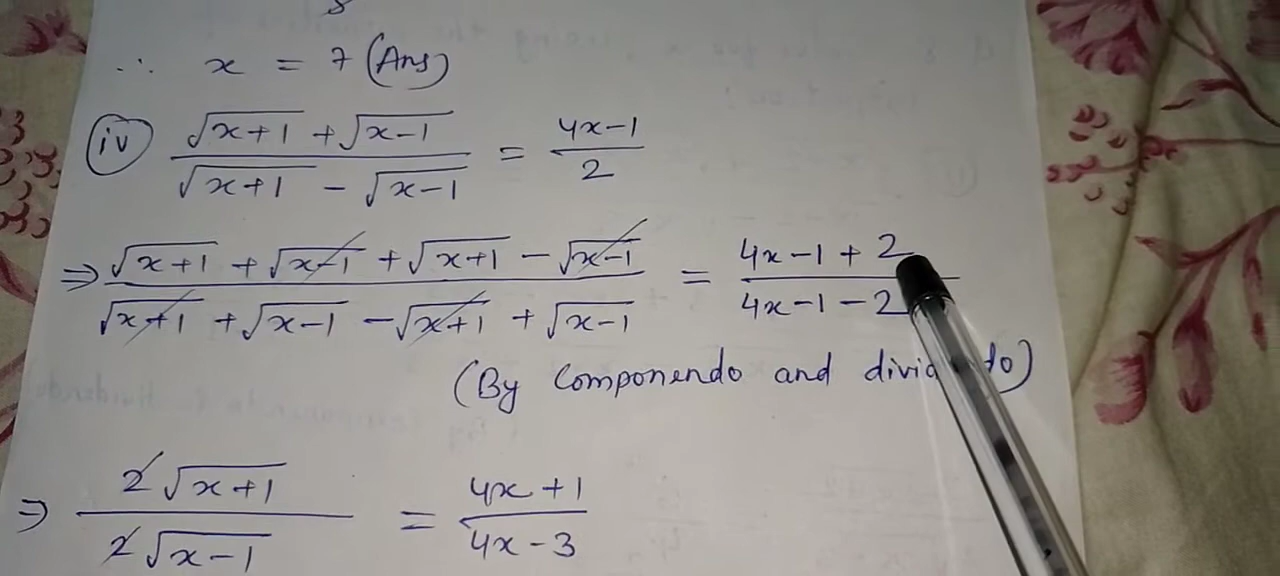 ∴ x = 7 (Ans)
(iv) (√(x+1) + √(x-1)) / (√(x+1) - √(x-1)) = (4x-1) / 2
⇒ (√(x+1) + √(x-1) + √(x+1) - √(x-1)) / (√(x+1) + √(x-1) - √(x+1) + √(x-1)) = (4x-1+2) / (4x-1-2)
(By Componendo and
⇒ 2√(x+1) / 2√(x-1) = (4x+1) / (4x-3)